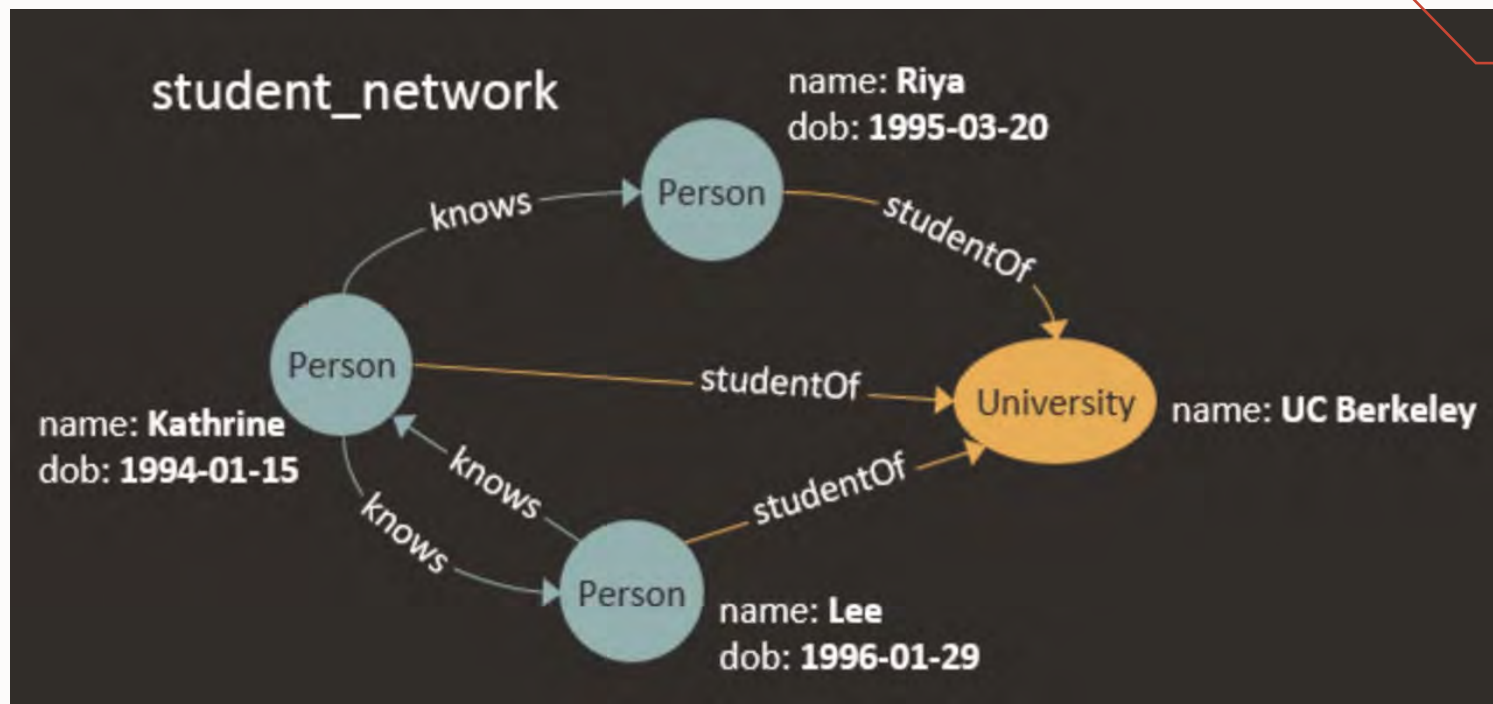 student_network
name: Riya
dob: 1995-03-20
Person
knows
studentOf
Person
studentOf
University
name: UC Berkeley
name: Kathrine
dob: 1994-01-15
knows
studentOf
knows
Person
name: Lee
dob: 1996-01-29